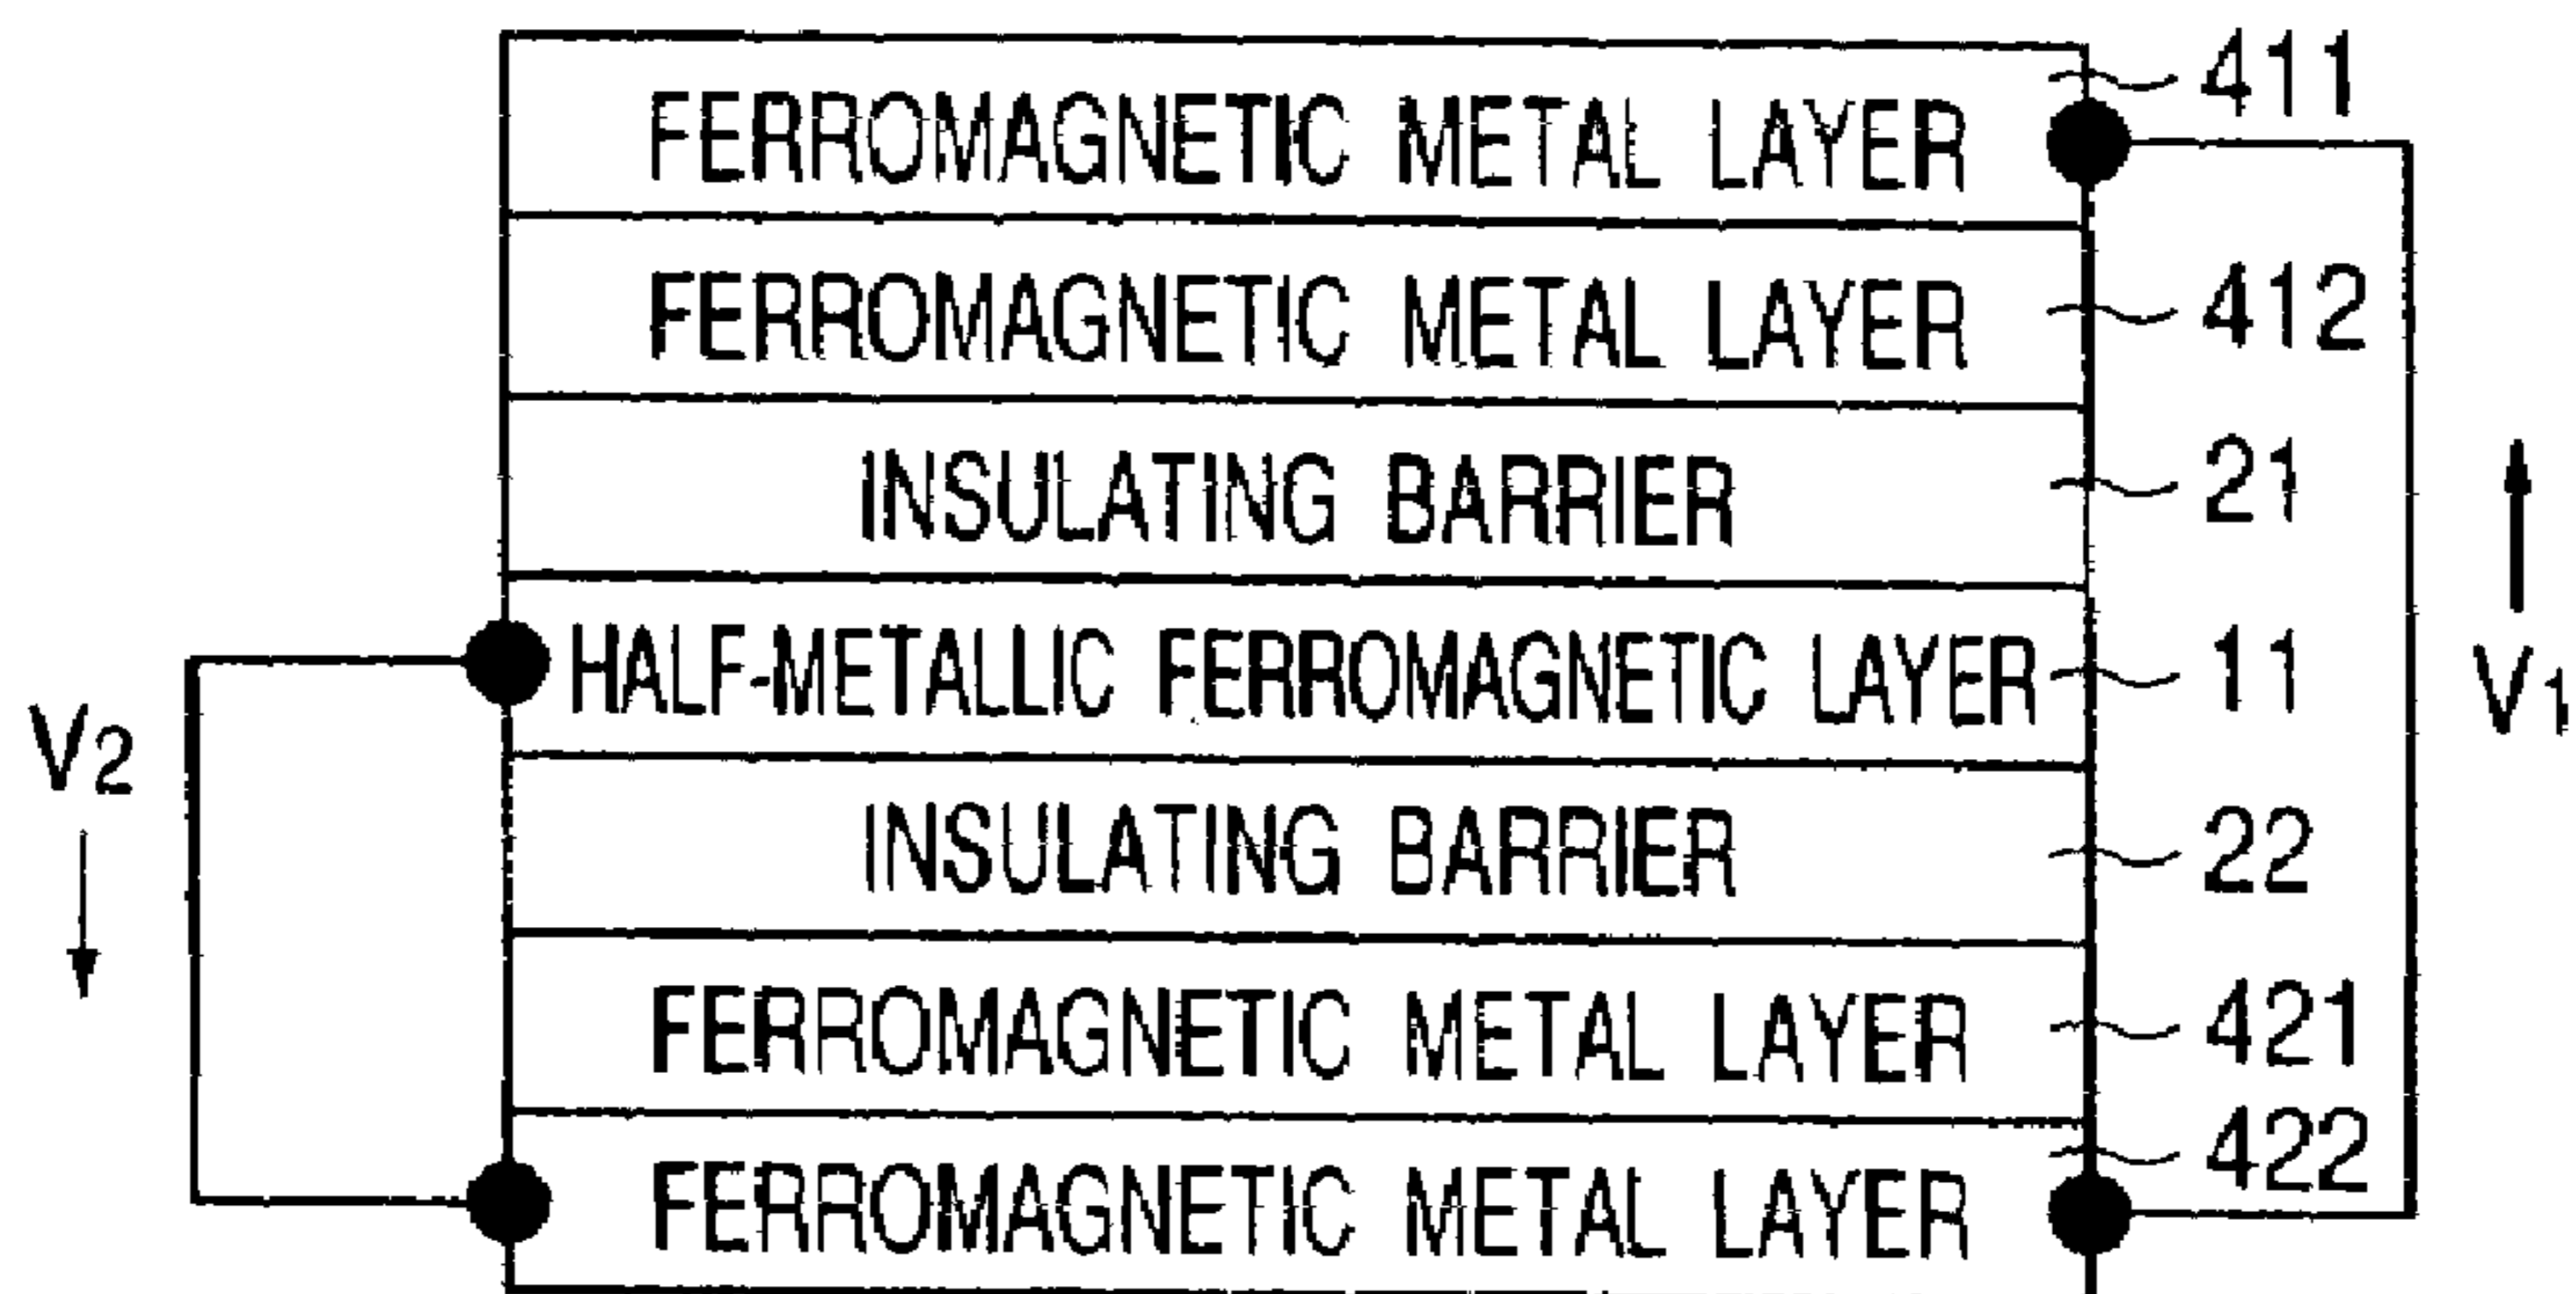 FERROMAGNETIC METAL LAYER 411
FERROMAGNETIC METAL LAYER 412
INSULATING BARRIER 21
HALF-METALLIC FERROMAGNETIC LAYER 11
V1
V2
INSULATING BARRIER 22
FERROMAGNETIC METAL LAYER 421
FERROMAGNETIC METAL LAYER 422